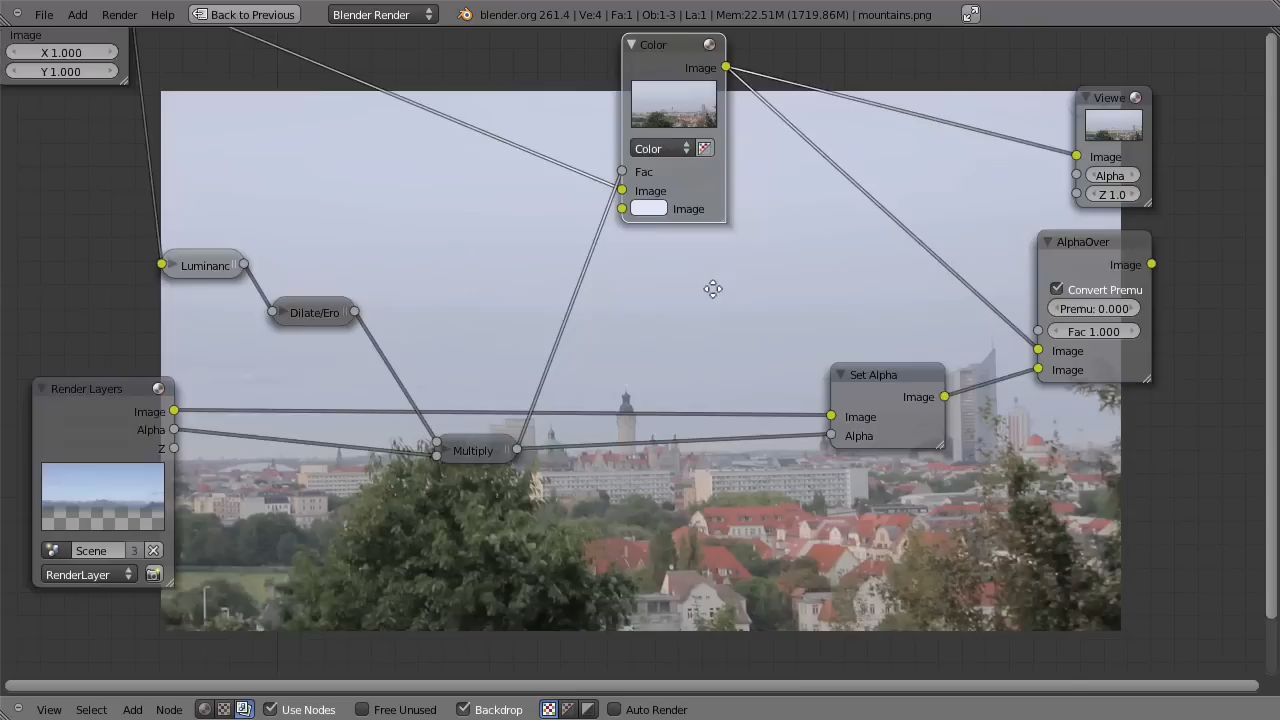 File Add Render Help Back to Previous Blender Render blender.org 261.4 | Ve:4 | Fa:1 | Ob:1-3 | La:1 | Mem:22.51M (1719.86M) | mountains.png
Image
X 1.000
Y 1.000
Color
Image
Color
Fac
Image
Image
Viewe
Image
Alpha
Z 1.0
AlphaOver
Image
Convert Premu
Premu: 0.000
Fac 1.000
Image
Image
Luminanc
Dilate/Ero
Render Layers
Image
Alpha
Z
Scene 3
RenderLayer
Multiply
Set Alpha
Image
Image
Alpha
View Select Add Node Use Nodes Free Unused Backdrop Auto Render